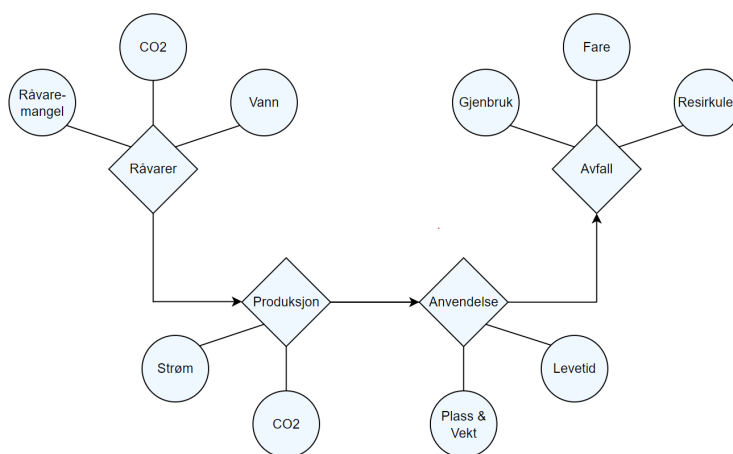 CO2
Fare
Råvare-
mangel
Vann
Gjenbruk
Resirkule
Råvarer
Avfall
Produksjon
Anvendelse
Strøm
Levetid
CO2
Plass &
Vekt